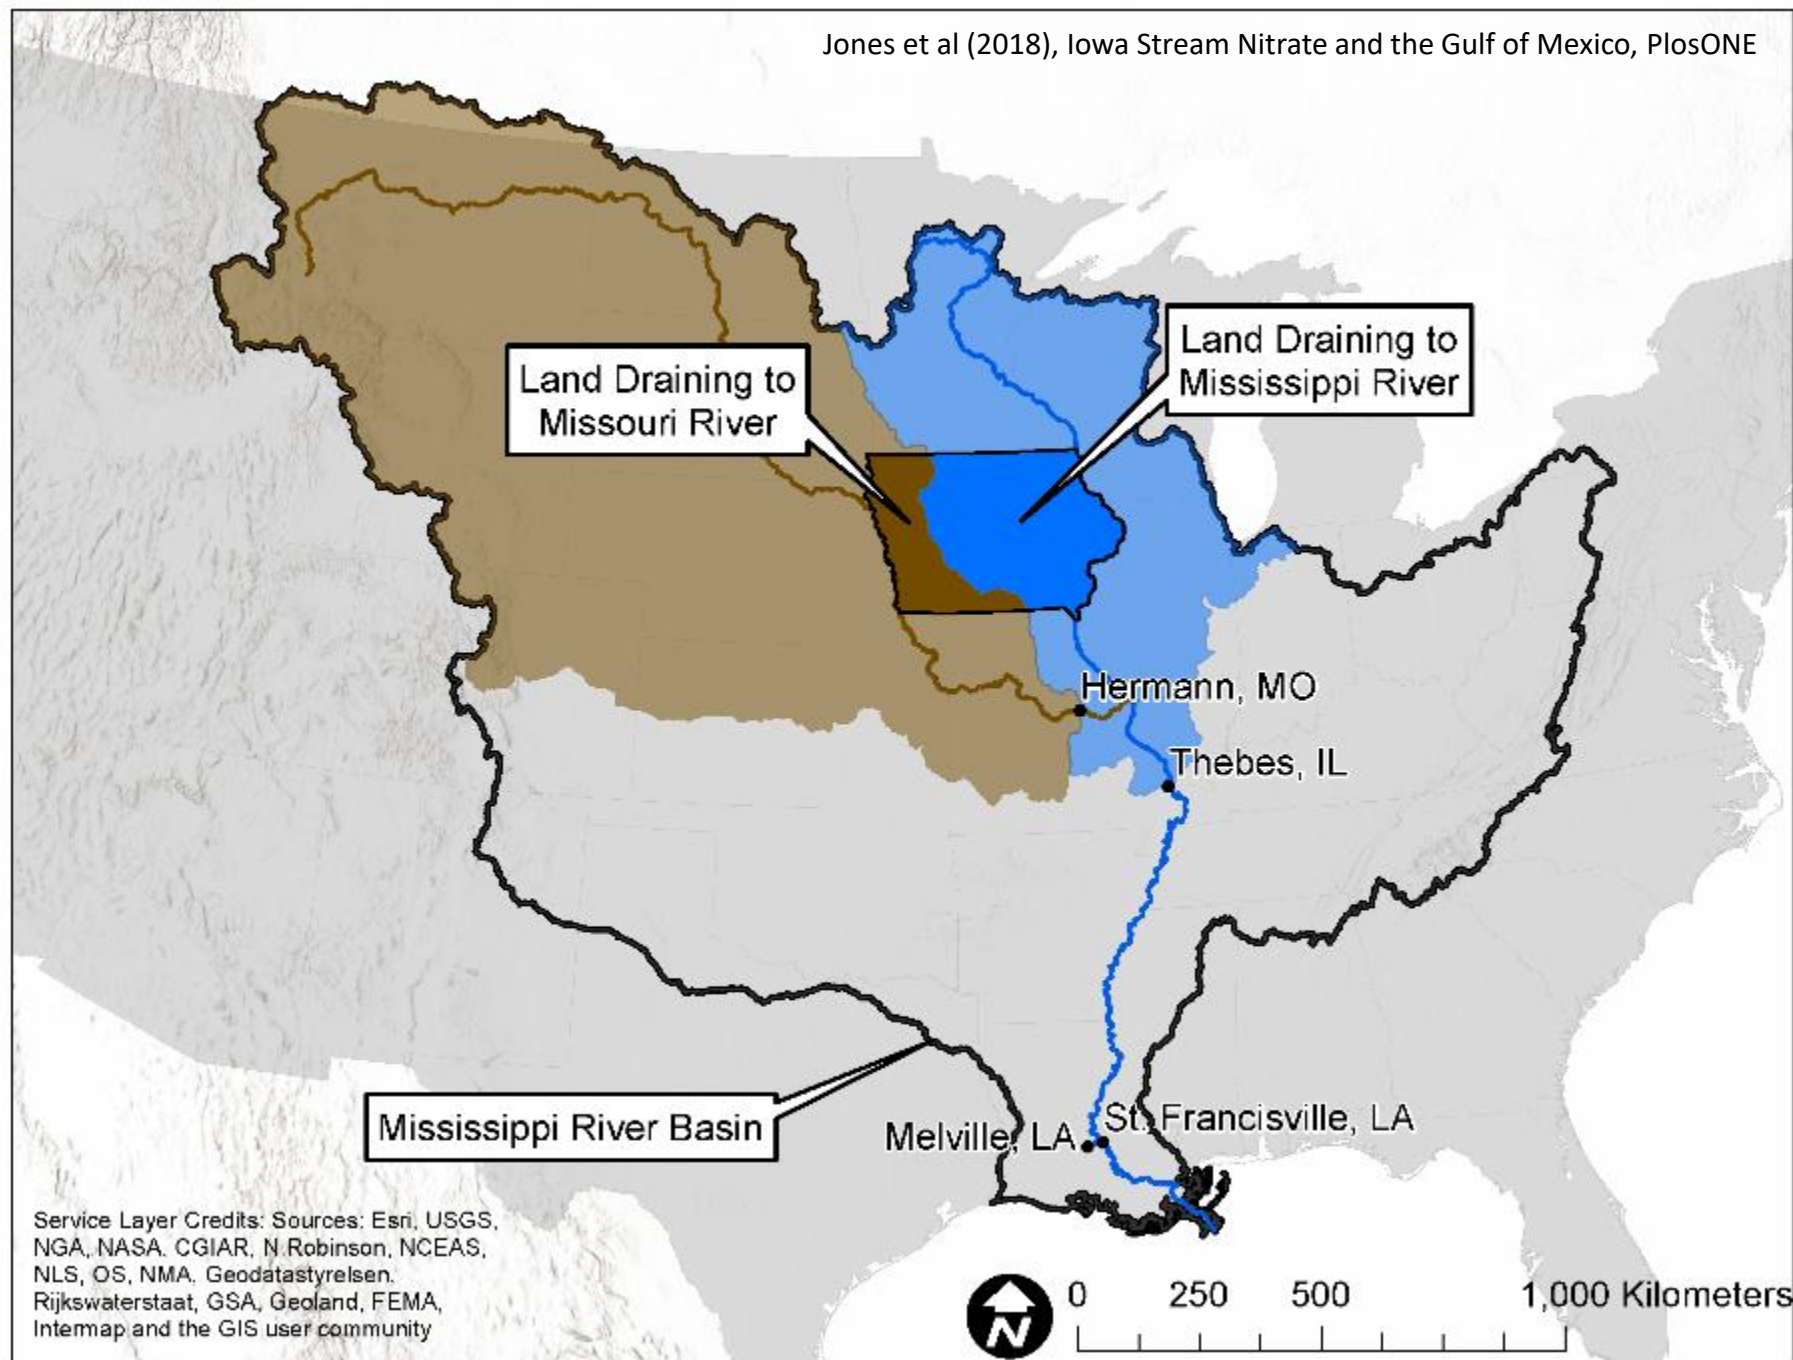 Jones et al (2018), Iowa Stream Nitrate and the Gulf of Mexico, PlosONE
Land Draining to
Mississippi River
Land Draining to
Missouri River
Hermann, MO
Thebes, IL
Mississippi River Basin
Melville, LA
St. Francisville, LA
Service Layer Credits: Sources: Esri, USGS,
NGA, NASA, CGIAR, N Robinson, NCEAS,
NLS, OS, NMA, Geodatastyrelsen,
Rijkswaterstaat, GSA, Geoland, FEMA,
Intermap and the GIS user community
N
0 250 500 1,000 Kilometers